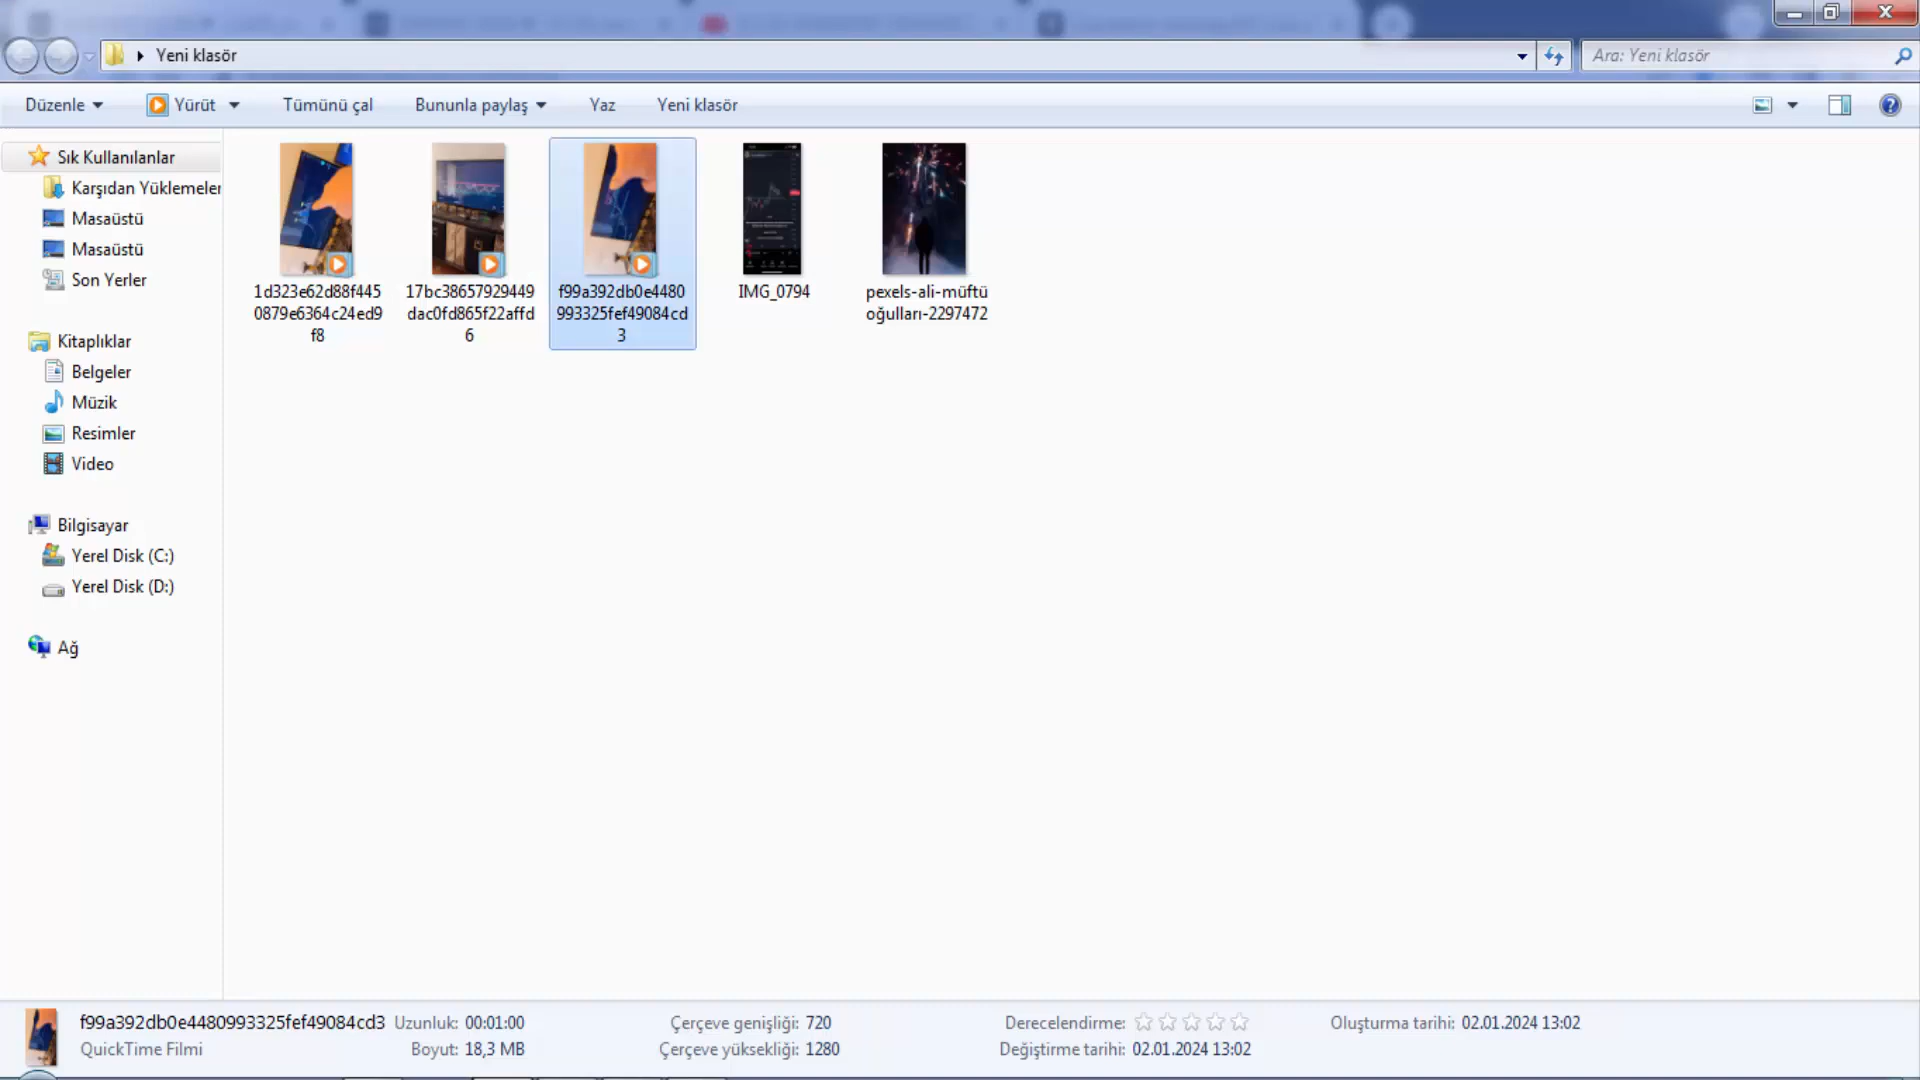 Yeni klasör
Ara: Yeni klasör
Düzenle
Yürüt
Tümünü çal
Bununla paylaş
Yaz
Yeni klasör
Sık Kullanılanlar
Karşıdan Yüklemeler
Masaüstü
Masaüstü
Son Yerler
Kitaplıklar
Belgeler
Müzik
Resimler
Video
Bilgisayar
Yerel Disk (C:)
Yerel Disk (D:)
Ağ
1d323e62d88f445
0879e6364c24ed9
f8
17bc38657929449
dac0fd865f22affd
6
f99a392db0e4480
993325fef49084cd
3
IMG_0794
pexels-ali-müftü
oğulları-2297472
f99a392db0e4480993325fef49084cd3
QuickTime Filmi
Uzunluk: 00:01:00
Boyut: 18,3 MB
Çerçeve genişliği: 720
Çerçeve yüksekliği: 1280
Derecelendirme:
Değiştirme tarihi: 02.01.2024 13:02
Oluşturma tarihi: 02.01.2024 13:02